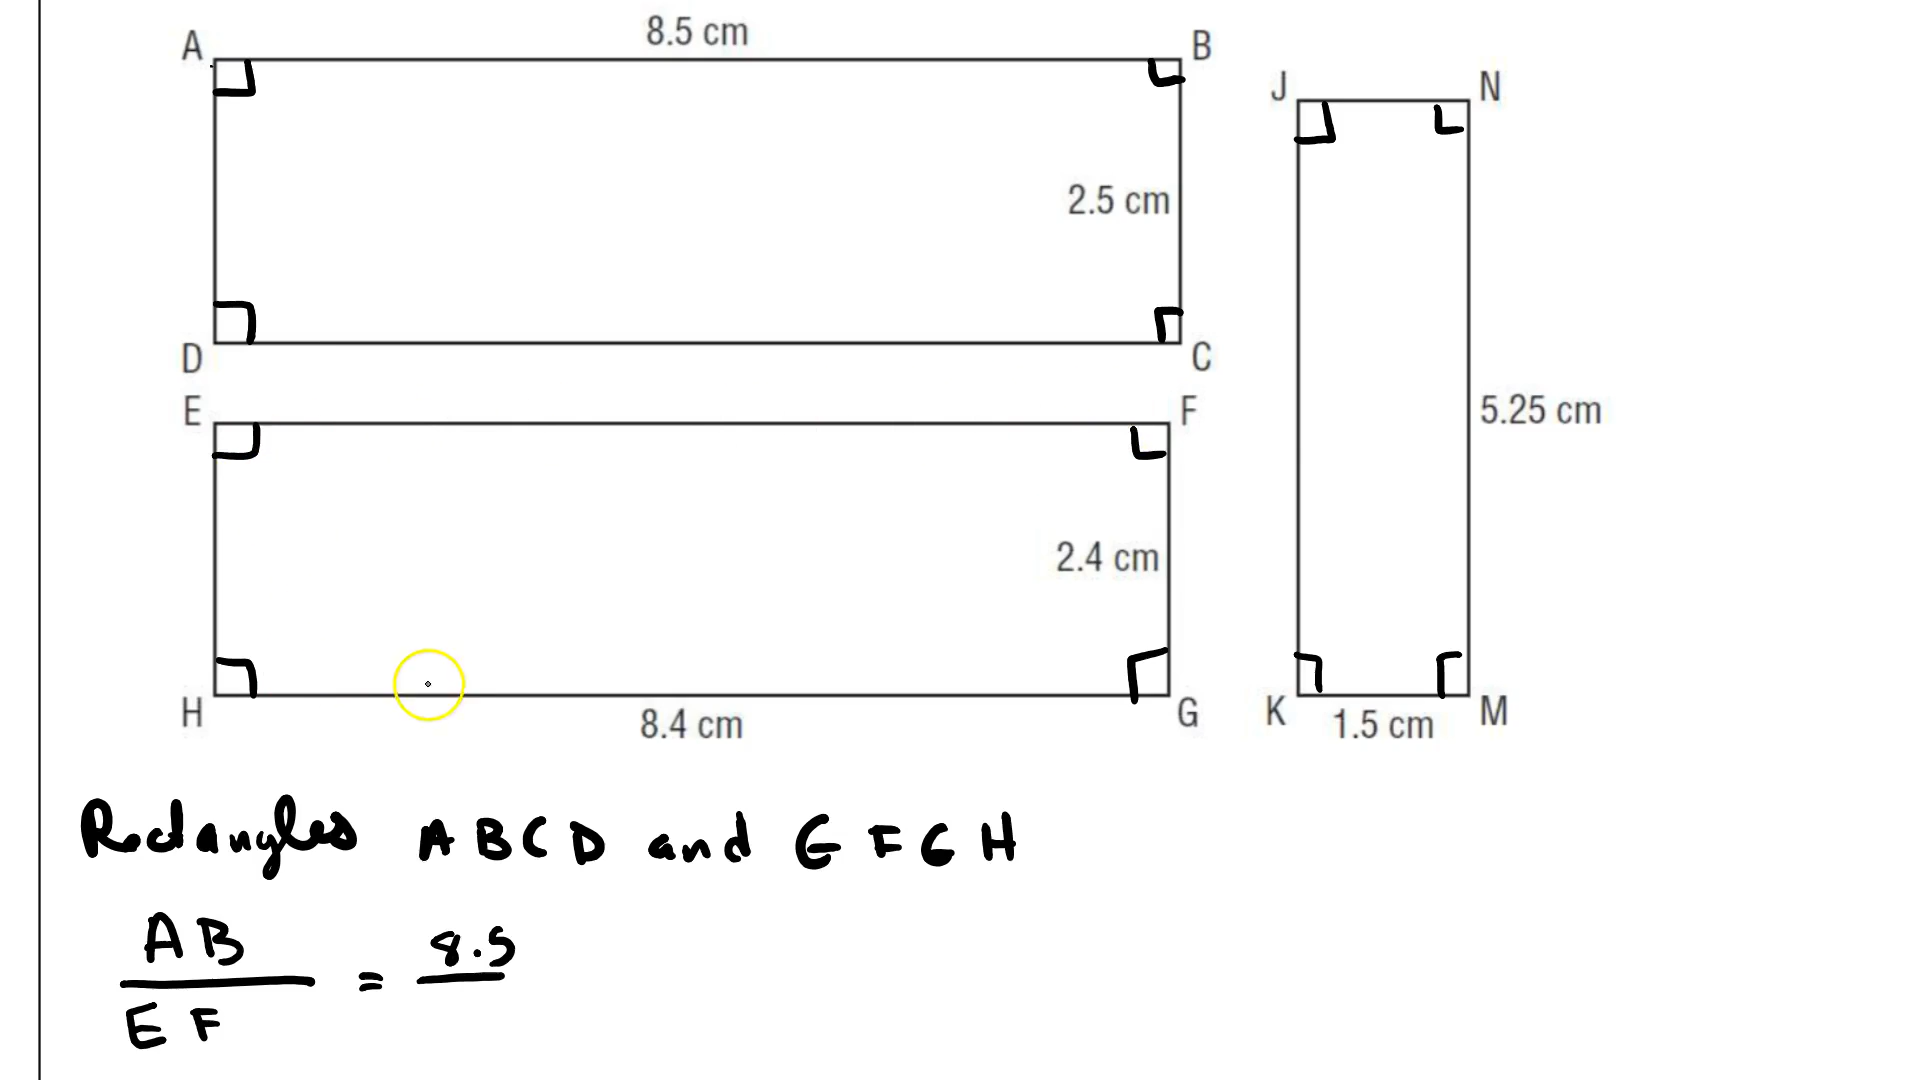 8.5 cm
A B
J N
2.5 cm
D C
E F
5.25 cm
2.4 cm
H G K M
8.4 cm 1.5 cm
Rectangles ABCD and EFGH
AB = 8.5
EF